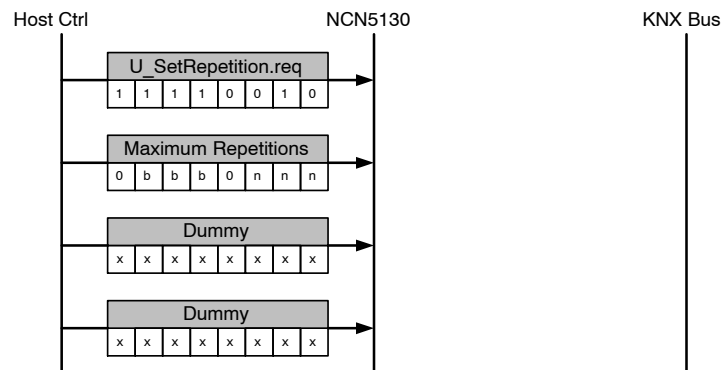 Host Ctrl NCN5130 KNX Bus
U_SetRepetition.req
1 1 1 1 0 0 1 0
Maximum Repetitions
0 b b b 0 n n n
Dummy
x x x x x x x x
Dummy
x x x x x x x x